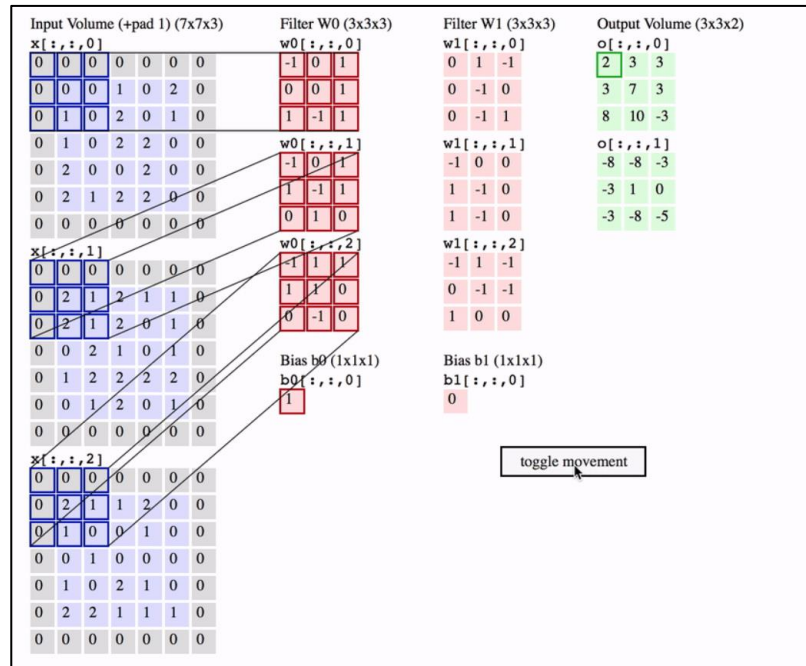 Input Volume (+pad 1) (7x7x3)
x[:,:,0]
0 0 0 0 0 0 0
0 0 0 1 0 2 0
0 1 0 2 0 1 0
0 1 0 2 2 0 0
0 2 0 0 2 0 0
0 2 1 2 2 0 0
0 0 0 0 0 0 0
x[:,:,1]
0 0 0 0 0 0 0
0 2 1 2 1 1 0
0 2 1 2 0 1 0
0 0 2 1 0 1 0
0 1 2 2 2 2 0
0 0 1 2 0 1 0
0 0 0 0 0 0 0
x[:,:,2]
0 0 0 0 0 0 0
0 2 1 1 2 0 0
0 1 0 0 1 0 0
0 0 1 0 0 0 0
0 1 0 2 1 0 0
0 2 2 1 1 1 0
0 0 0 0 0 0 0
Filter W0 (3x3x3)
w0[:,:,0]
-1 0 1
0 0 1
1 -1 1
w0[:,:,1]
-1 0 1
1 -1 1
0 1 0
w0[:,:,2]
-1 1 1
1 1 0
0 -1 0
Bias b0 (1x1x1)
b0[:,:,0]
1
Filter W1 (3x3x3)
w1[:,:,0]
0 1 -1
0 -1 0
0 -1 1
w1[:,:,1]
-1 0 0
1 -1 0
1 -1 0
w1[:,:,2]
-1 1 -1
0 -1 -1
1 0 0
Bias b1 (1x1x1)
b1[:,:,0]
0
Output Volume (3x3x2)
o[:,:,0]
2 3 3
3 7 3
8 10 -3
o[:,:,1]
-8 -8 -3
-3 1 0
-3 -8 -5
toggle movement